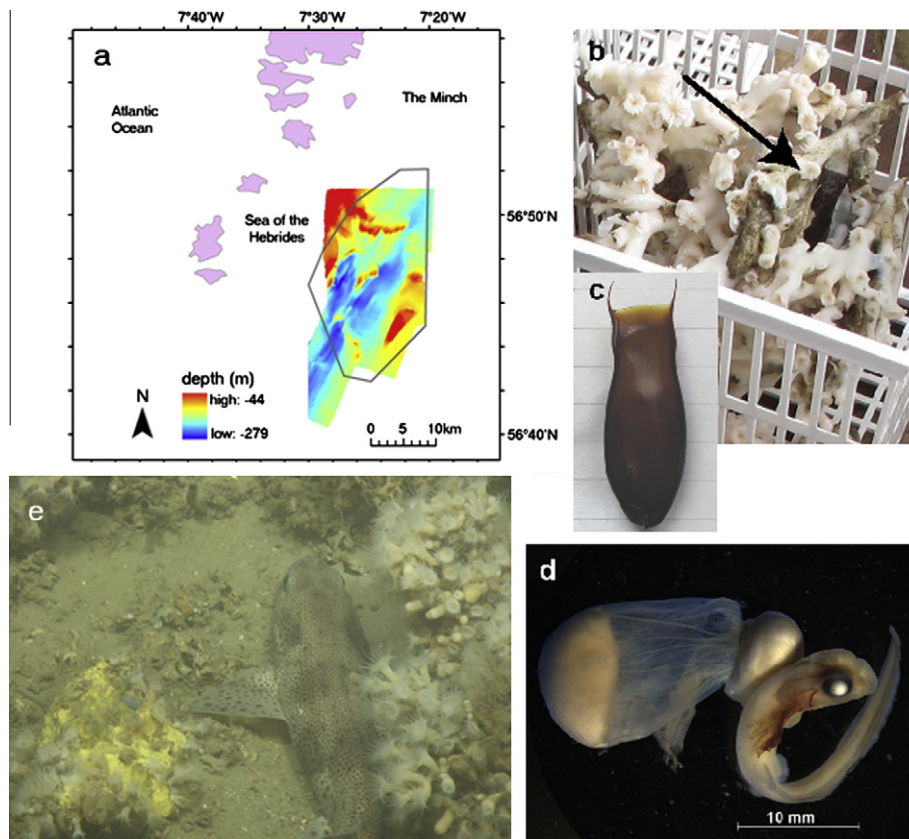 7°40'W 7°30'W 7°20'W
a
Atlantic
Ocean
The Minch
Sea of the
Hebrides
56°50'N
depth (m)
high: -44
low: -279
N
0 5 10km
56°40'N
b
c
e
d
10 mm